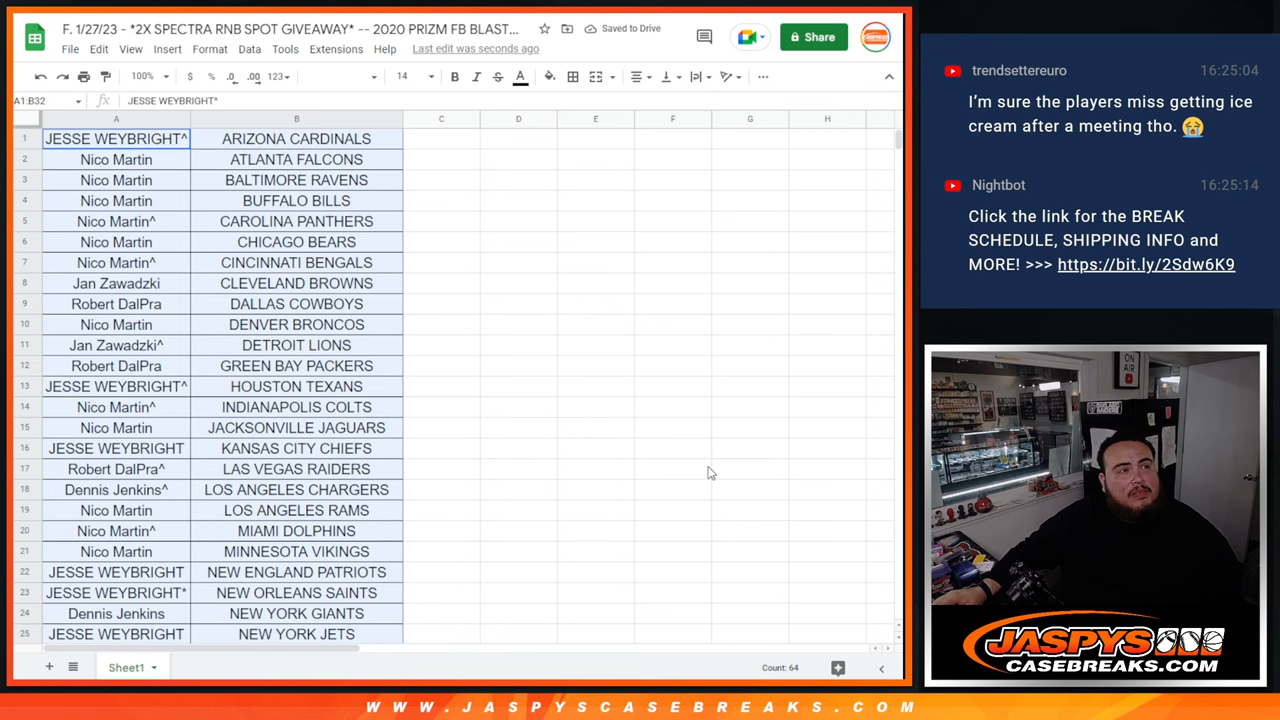 F. 1/27/23 - *2X SPECTRA RNB SPOT GIVEAWAY* -- 2020 PRIZM FB BLAST...
Saved to Drive
File Edit View Insert Format Data Tools Extensions Help Last edit was seconds ago
Share
100% $ % .0 .00 123 14 B I S A
A1:B32 fx JESSE WEYBRIGHT^
A B C D E F G H
1 JESSE WEYBRIGHT^ ARIZONA CARDINALS
2 Nico Martin ATLANTA FALCONS
3 Nico Martin BALTIMORE RAVENS
4 Nico Martin BUFFALO BILLS
5 Nico Martin^ CAROLINA PANTHERS
6 Nico Martin CHICAGO BEARS
7 Nico Martin^ CINCINNATI BENGALS
8 Jan Zawadzki CLEVELAND BROWNS
9 Robert DalPra DALLAS COWBOYS
10 Nico Martin DENVER BRONCOS
11 Jan Zawadzki^ DETROIT LIONS
12 Robert DalPra GREEN BAY PACKERS
13 JESSE WEYBRIGHT^ HOUSTON TEXANS
14 Nico Martin^ INDIANAPOLIS COLTS
15 Nico Martin JACKSONVILLE JAGUARS
16 JESSE WEYBRIGHT KANSAS CITY CHIEFS
17 Robert DalPra^ LAS VEGAS RAIDERS
18 Dennis Jenkins^ LOS ANGELES CHARGERS
19 Nico Martin LOS ANGELES RAMS
20 Nico Martin^ MIAMI DOLPHINS
21 Nico Martin MINNESOTA VIKINGS
22 JESSE WEYBRIGHT NEW ENGLAND PATRIOTS
23 JESSE WEYBRIGHT* NEW ORLEANS SAINTS
24 Dennis Jenkins NEW YORK GIANTS
25 JESSE WEYBRIGHT NEW YORK JETS
Sheet1
Count: 64
trendsettereuro 16:25:04
I’m sure the players miss getting ice
cream after a meeting tho. 😭
Nightbot 16:25:14
Click the link for the BREAK
SCHEDULE, SHIPPING INFO and
MORE! >>> https://bit.ly/2Sdw6K9
ON
AIR
JASPYS
CASEBREAKS.COM
WWW.JASPYSCASEBREAKS.COM